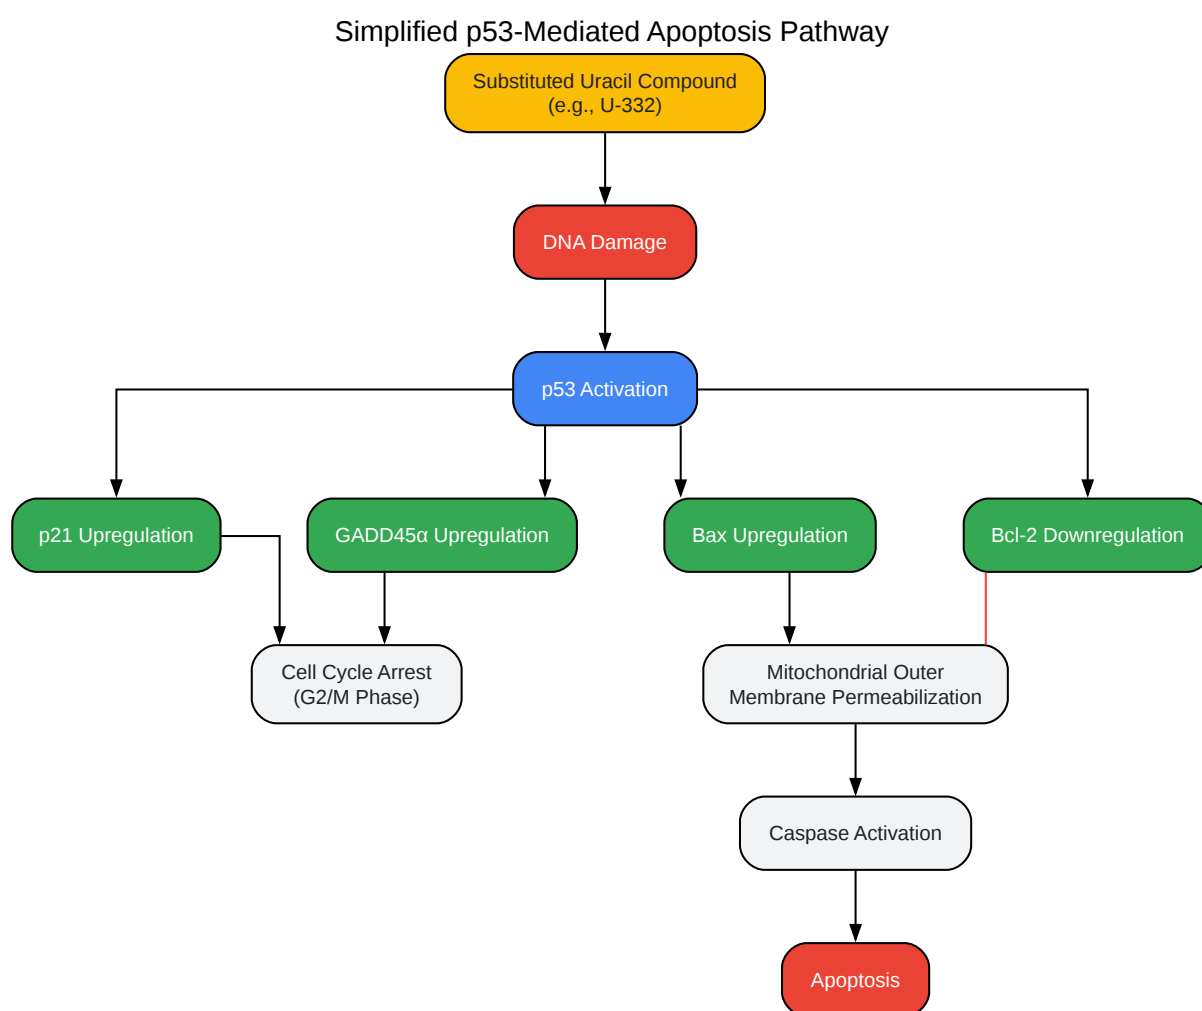 Simplified p53-Mediated Apoptosis Pathway
Substituted Uracil Compound
(e.g., U-332)
DNA Damage
p53 Activation
p21 Upregulation
GADD45α Upregulation
Bax Upregulation
Bcl-2 Downregulation
Cell Cycle Arrest
(G2/M Phase)
Mitochondrial Outer
Membrane Permeabilization
Caspase Activation
Apoptosis